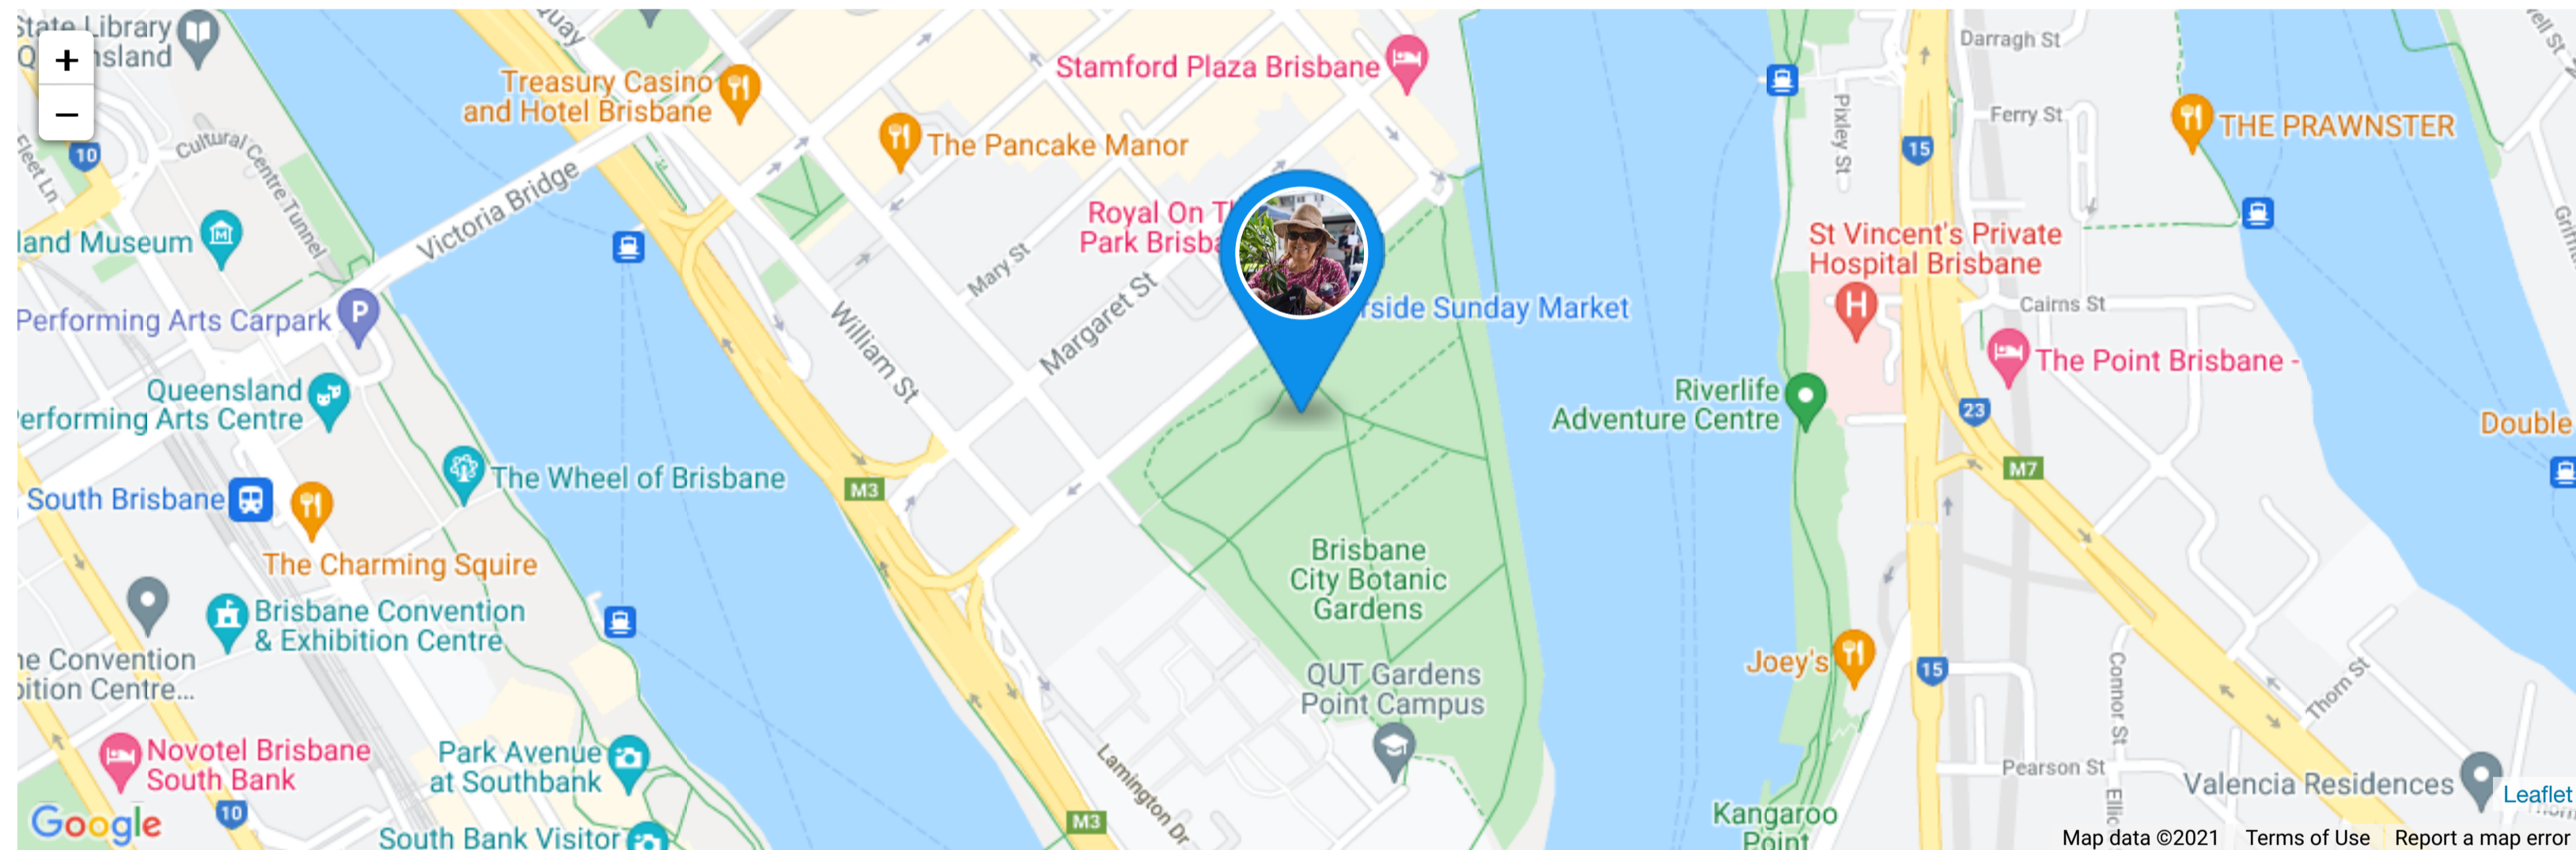 State Library
Quay
Treasury Casino
and Hotel Brisbane
Stamford Plaza Brisbane
The Pancake Manor
Darragh St
Ferry St
Pixley St
THE PRAWNSTER
+
−
10
15
Fleet Ln
Cultural Centre Tunnel
Victoria Bridge
land Museum
Royal On T
Park Brisba
Mary St
Margaret St
William St
rside Sunday Market
St Vincent's Private
Hospital Brisbane
H
Cairns St
The Point Brisbane -
Performing Arts Carpark
P
Queensland
Performing Arts Centre
The Wheel of Brisbane
South Brisbane
The Charming Squire
M3
Riverlife
Adventure Centre
23
M7
Double
Brisbane
City Botanic
Gardens
QUT Gardens
Point Campus
Brisbane Convention
& Exhibition Centre
ne Convention
bition Centre...
Joey's
15
Connor St
Thorn St
Novotel Brisbane
South Bank
Park Avenue
at Southbank
Lamington Dr
Pearson St
Valencia Residences
Leaflet
Google
10
South Bank Visitor
M3
Kangaroo
Point
Map data ©2021
Terms of Use
Report a map error